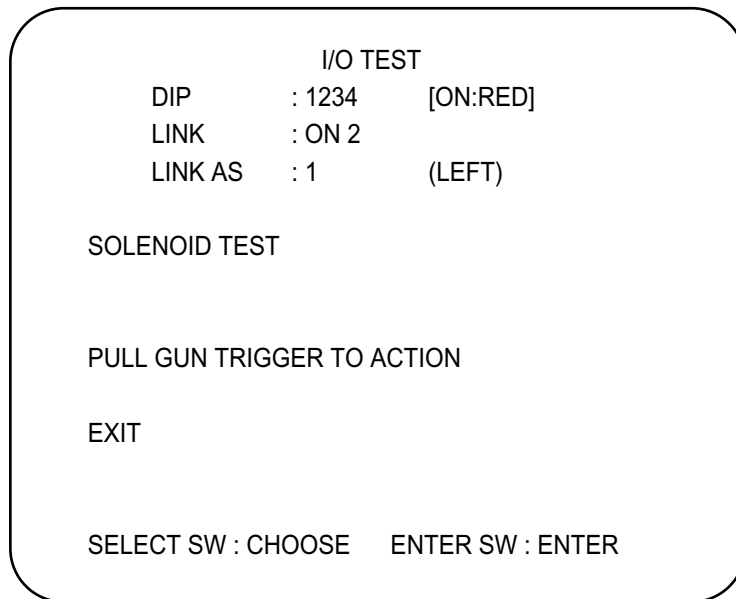 I/O TEST
DIP : 1234 [ON:RED]
LINK : ON 2
LINK AS : 1 (LEFT)
SOLENOID TEST
PULL GUN TRIGGER TO ACTION
EXIT
SELECT SW : CHOOSE ENTER SW : ENTER